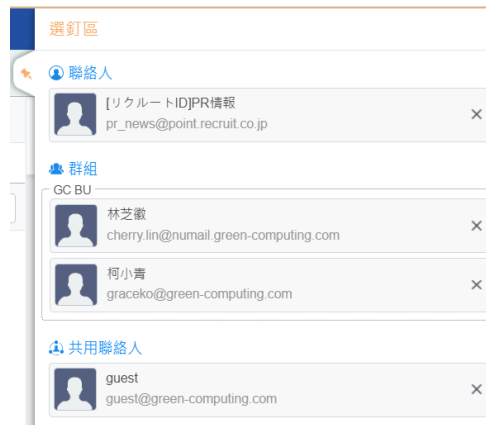 選釘區
聯絡人
[リクルートID]PR情報
pr_news@point.recruit.co.jp
群組
GC BU
林芝徽
cherry.lin@numail.green-computing.com
柯小青
graceko@green-computing.com
共用聯絡人
guest
guest@green-computing.com